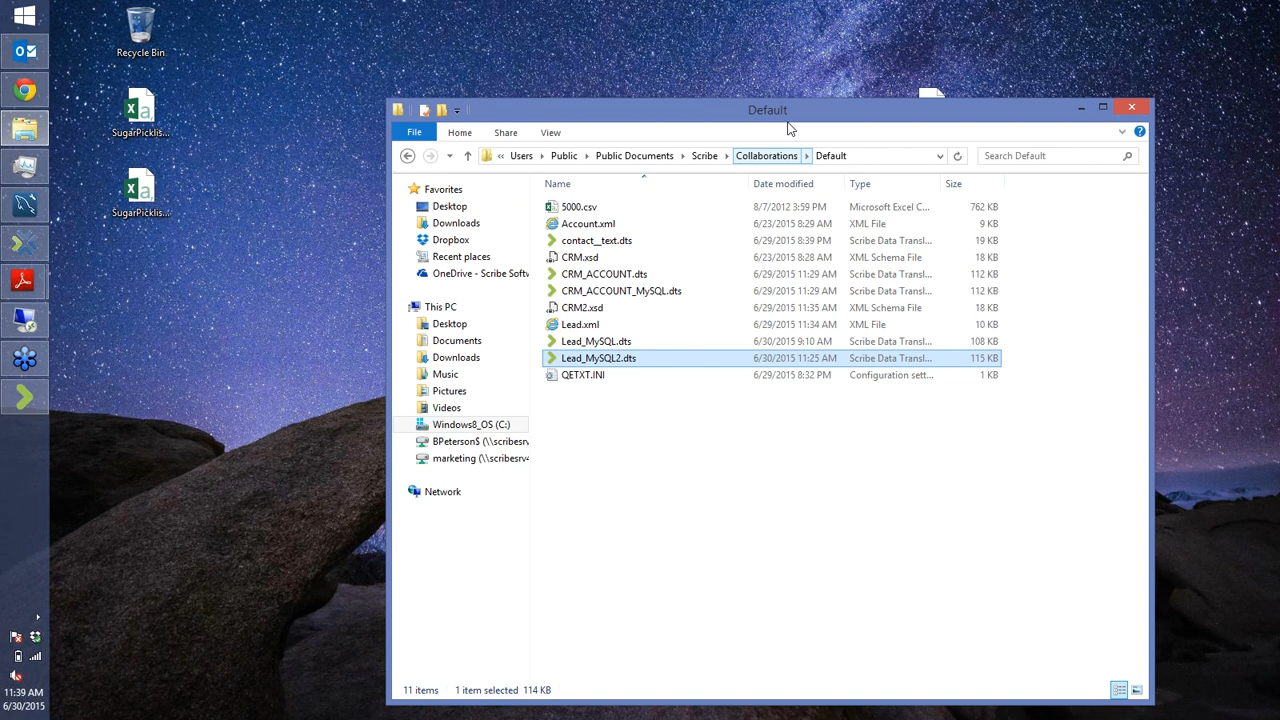 Recycle Bin
SugarPicklis...
SugarPicklis...
Default
File Home Share View
« Users Public Public Documents Scribe Collaborations Default
Search Default
Favorites
Desktop
Downloads
Dropbox
Recent places
OneDrive - Scribe Softw
This PC
Desktop
Documents
Downloads
Music
Pictures
Videos
Windows8_OS (C:)
BPeterson$ (\\scribesrv
marketing (\\scribesrv4
Network
Name Date modified Type Size
5000.csv 8/7/2012 3:59 PM Microsoft Excel C... 762 KB
Account.xml 6/23/2015 8:29 AM XML File 9 KB
contact__text.dts 6/29/2015 8:39 PM Scribe Data Transl... 19 KB
CRM.xsd 6/23/2015 8:28 AM XML Schema File 18 KB
CRM_ACCOUNT.dts 6/29/2015 11:29 AM Scribe Data Transl... 112 KB
CRM_ACCOUNT_MySQL.dts 6/29/2015 11:29 AM Scribe Data Transl... 112 KB
CRM2.xsd 6/29/2015 11:35 AM XML Schema File 18 KB
Lead.xml 6/29/2015 11:34 AM XML File 10 KB
Lead_MySQL.dts 6/30/2015 9:10 AM Scribe Data Transl... 108 KB
Lead_MySQL2.dts 6/30/2015 11:25 AM Scribe Data Transl... 115 KB
QETXT.INI 6/29/2015 8:32 PM Configuration sett... 1 KB
11 items 1 item selected 114 KB
11:39 AM
6/30/2015